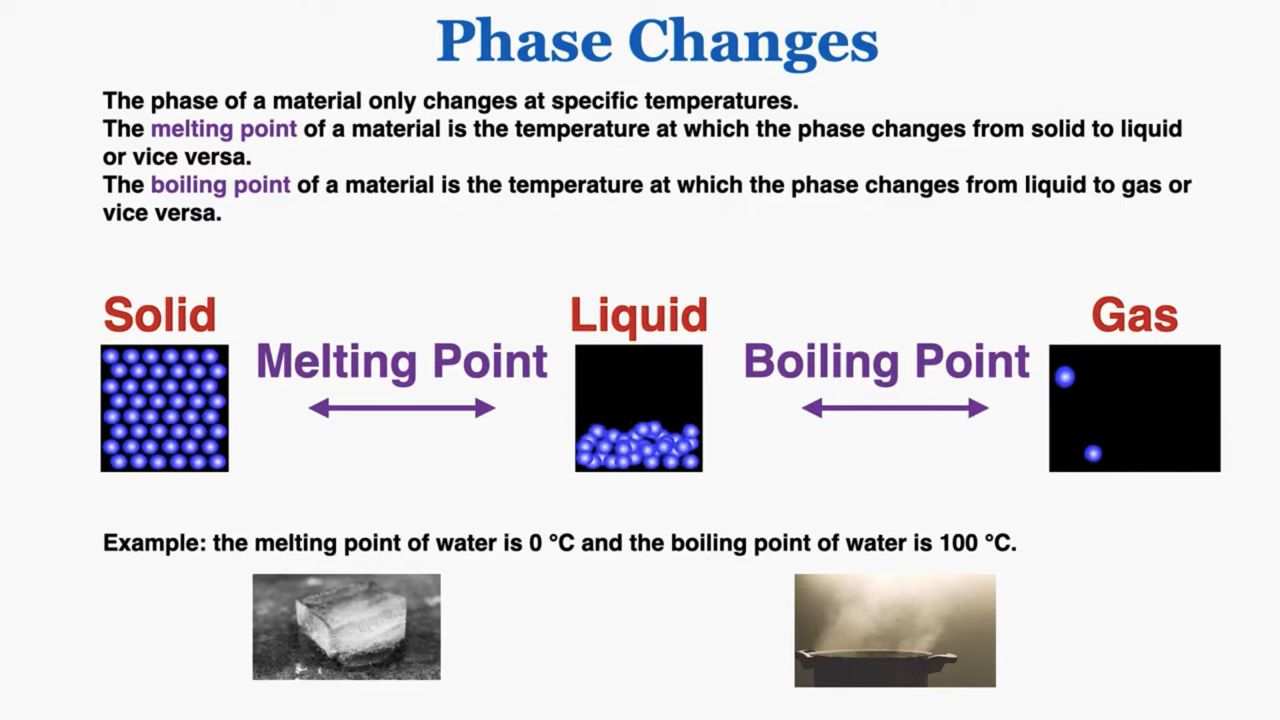 Phase Changes
The phase of a material only changes at specific temperatures.
The melting point of a material is the temperature at which the phase changes from solid to liquid
or vice versa.
The boiling point of a material is the temperature at which the phase changes from liquid to gas or
vice versa.
Solid
Melting Point
Liquid
Boiling Point
Gas
Example: the melting point of water is 0 °C and the boiling point of water is 100 °C.